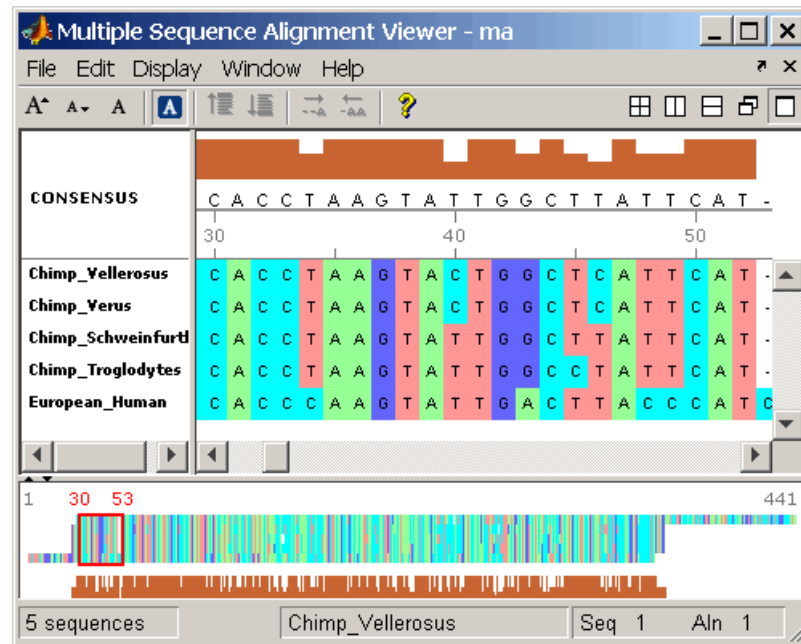 Multiple Sequence Alignment Viewer - ma
File Edit Display Window Help
A A A A --A -AA ?
CONSENSUS C A C C T A A G T A T T G G C T T A T T C A T -
30 40 50
Chimp_Vellerosus C A C C T A A G T A C T G G C T C A T T C A T -
Chimp_Verus C A C C T A A G T A C T G G C T C A T T C A T -
Chimp_Schweinfurtl C A C C T A A G T A T T G G C T T A T T C A T -
Chimp_Troglodytes C A C C T A A G T A T T G G C C T A T T C A T -
European_Human C A C C C A A G T A T T G A C T T A C C C A T C
1 30 53 441
5 sequences Chimp_Vellerosus Seq 1 Aln 1